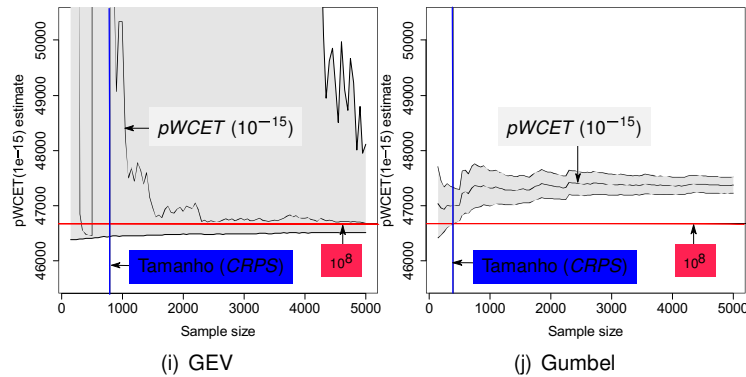 50000
49000
48000
47000
46000
pWCET(1e−15) estimate
pWCET (10−15)
Tamanho (CRPS)
10^8
0 1000 2000 3000 4000 5000
Sample size
(i) GEV
50000
49000
48000
47000
46000
pWCET(1e−15) estimate
pWCET (10−15)
Tamanho (CRPS)
10^8
0 1000 2000 3000 4000 5000
Sample size
(j) Gumbel